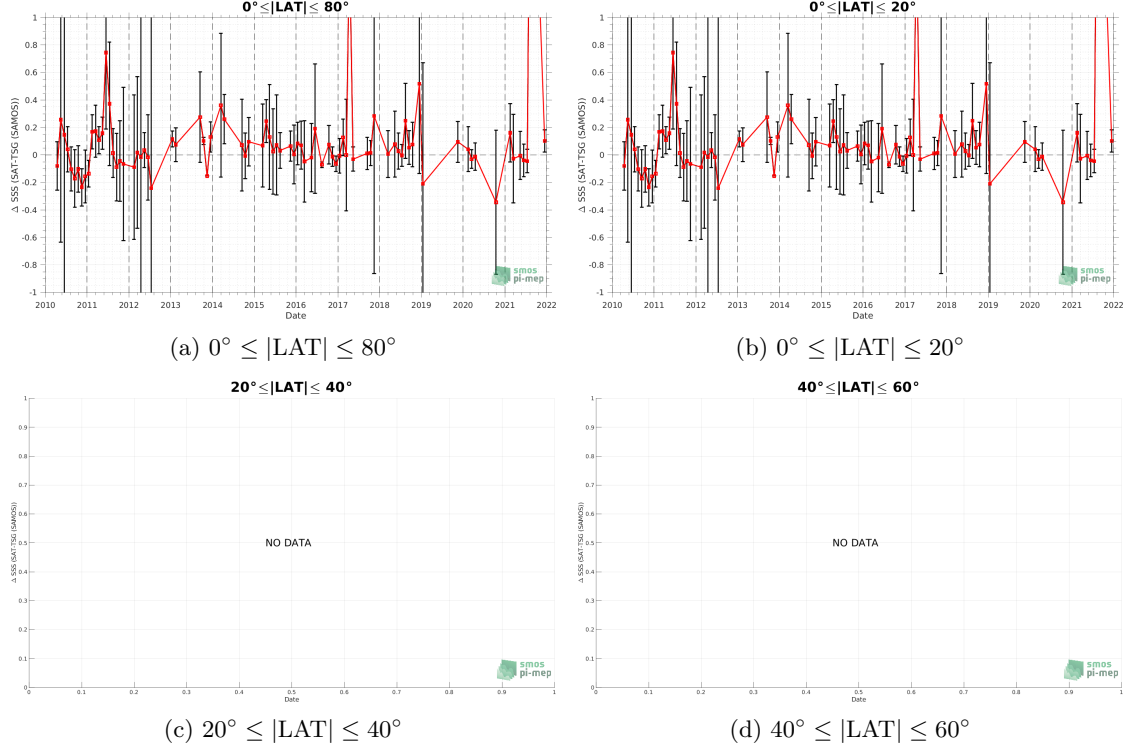 0°≤|LAT|≤ 80°
Δ SSS (SAT-TSG (SAMOS))
1
0.8
0.6
0.4
0.2
0
-0.2
-0.4
-0.6
-0.8
-1
2010 2011 2012 2013 2014 2015 2016 2017 2018 2019 2020 2021 2022
Date
smos
pi-mep
(a) 0° ≤ |LAT| ≤ 80°
0°≤|LAT|≤ 20°
Δ SSS (SAT-TSG (SAMOS))
1
0.8
0.6
0.4
0.2
0
-0.2
-0.4
-0.6
-0.8
-1
2010 2011 2012 2013 2014 2015 2016 2017 2018 2019 2020 2021 2022
Date
smos
pi-mep
(b) 0° ≤ |LAT| ≤ 20°
20°≤|LAT|≤ 40°
Δ SSS (SAT-TSG (SAMOS))
1
0.9
0.8
0.7
0.6
0.5
0.4
0.3
0.2
0.1
0
NO DATA
0 0.1 0.2 0.3 0.4 0.5 0.6 0.7 0.8 0.9 1
Date
smos
pi-mep
(c) 20° ≤ |LAT| ≤ 40°
40°≤|LAT|≤ 60°
Δ SSS (SAT-TSG (SAMOS))
1
0.9
0.8
0.7
0.6
0.5
0.4
0.3
0.2
0.1
0
NO DATA
0 0.1 0.2 0.3 0.4 0.5 0.6 0.7 0.8 0.9 1
Date
smos
pi-mep
(d) 40° ≤ |LAT| ≤ 60°